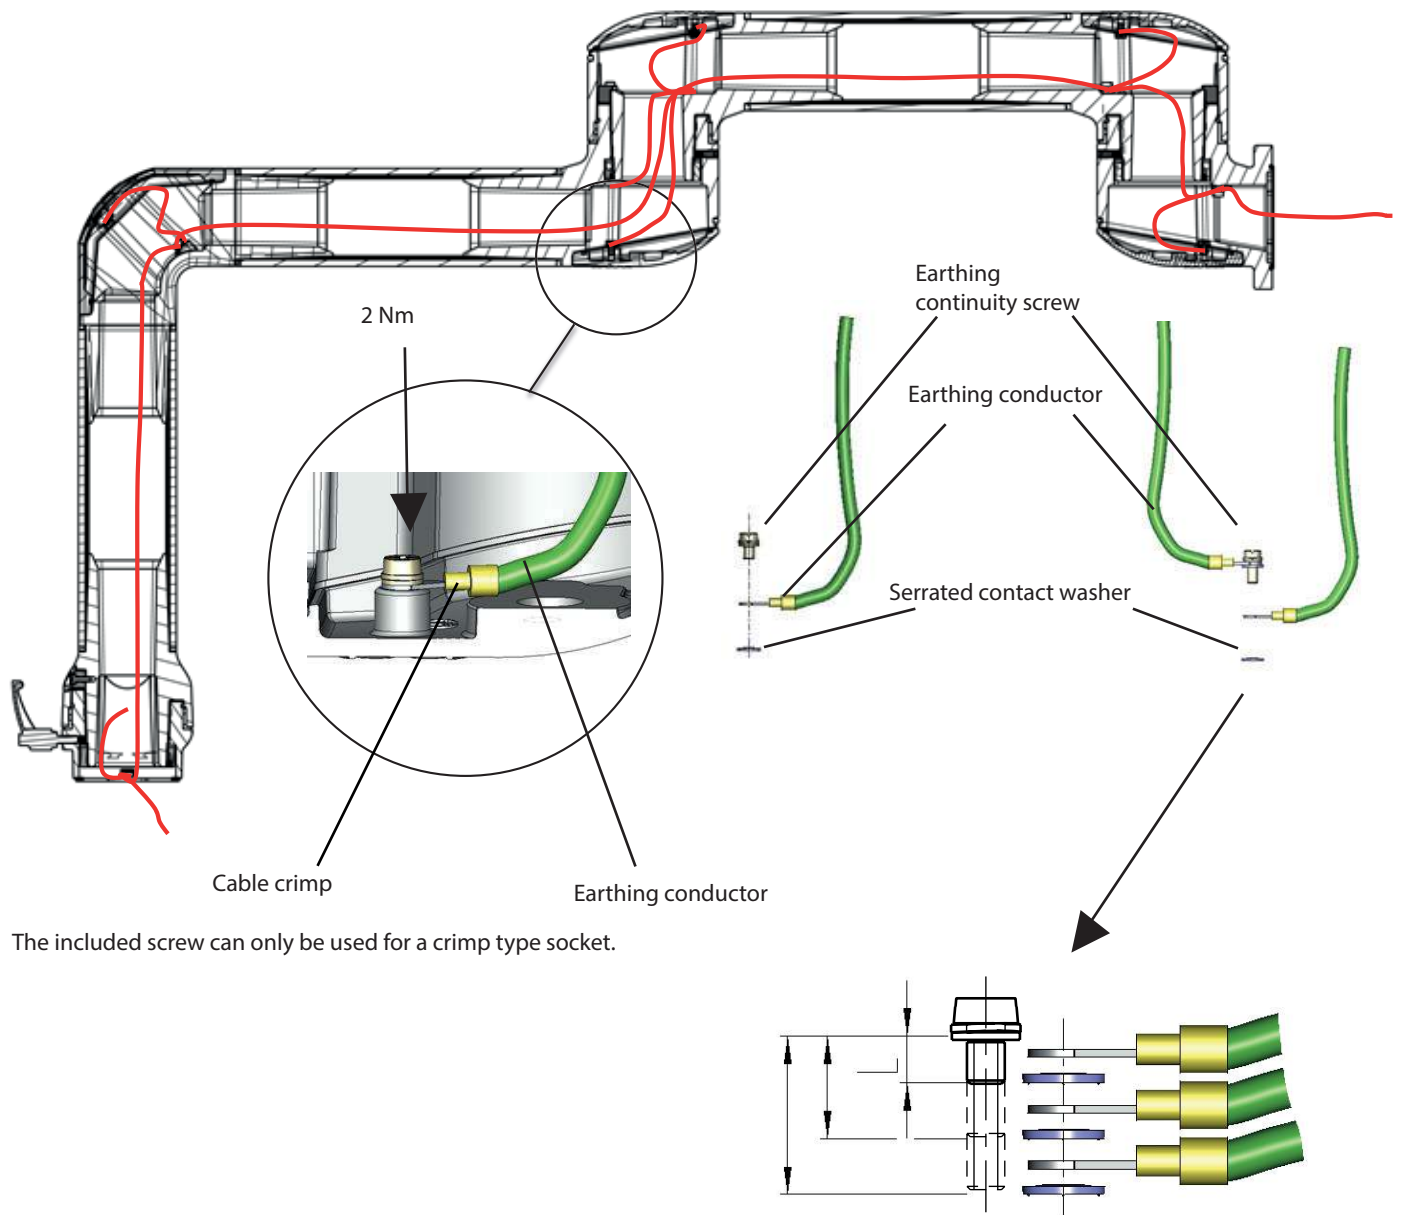 Earthing
continuity screw
2 Nm
Earthing conductor
Serrated contact washer
Cable crimp
Earthing conductor
The included screw can only be used for a crimp type socket.
L